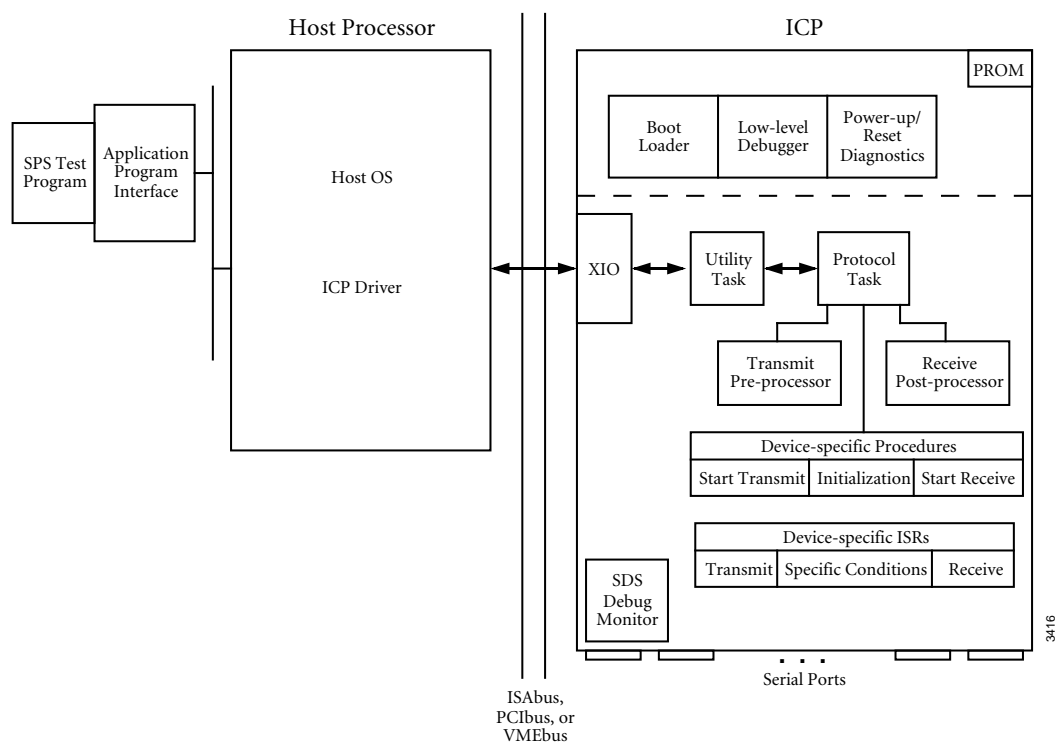 Host Processor
ICP
PROM
Boot
Loader
Low-level
Debugger
Power-up/
Reset
Diagnostics
SPS Test
Program
Application
Program
Interface
Host OS
ICP Driver
XIO
Utility
Task
Protocol
Task
Transmit
Pre-processor
Receive
Post-processor
Device-specific Procedures
Start Transmit
Initialization
Start Receive
Device-specific ISRs
Transmit
Specific Conditions
Receive
SDS
Debug
Monitor
. . .
Serial Ports
ISAbus,
PCIbus, or
VMEbus
3416